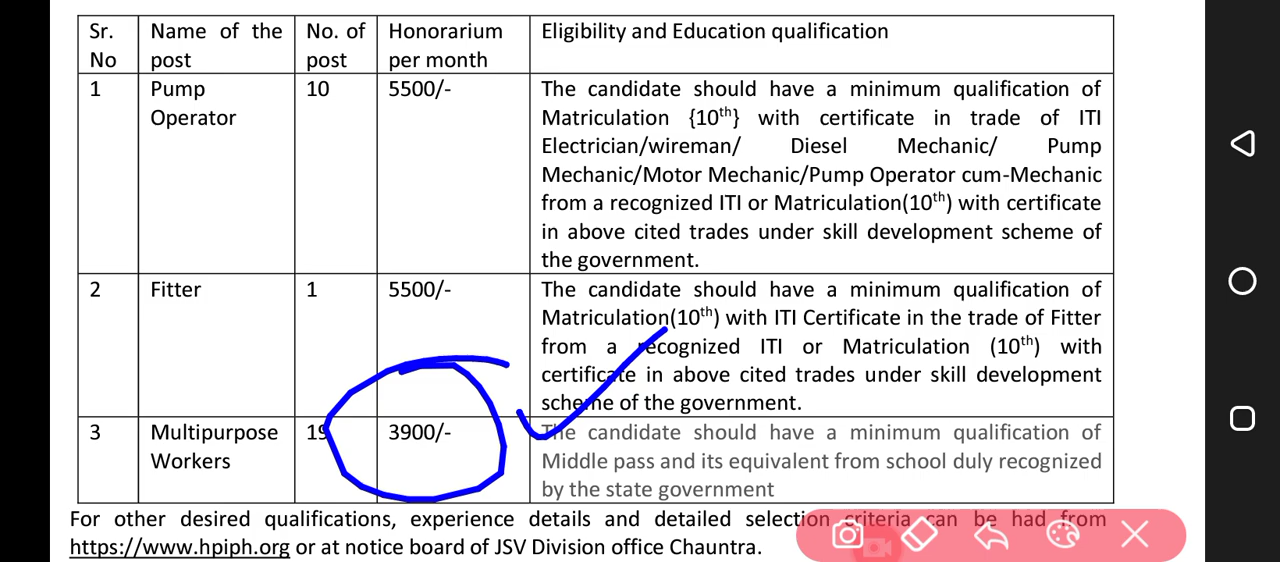 Sr. No | Name of the post | No. of post | Honorarium per month | Eligibility and Education qualification
1 | Pump Operator | 10 | 5500/- | The candidate should have a minimum qualification of
Matriculation {10th} with certificate in trade of ITI
Electrician/wireman/ Diesel Mechanic/ Pump
Mechanic/Motor Mechanic/Pump Operator cum-Mechanic
from a recognized ITI or Matriculation(10th) with certificate
in above cited trades under skill development scheme of
the government.
2 | Fitter | 1 | 5500/- | The candidate should have a minimum qualification of
Matriculation(10th) with ITI Certificate in the trade of Fitter
from a recognized ITI or Matriculation (10th) with
certificate in above cited trades under skill development
scheme of the government.
3 | Multipurpose Workers | 19 | 3900/- | The candidate should have a minimum qualification of
Middle pass and its equivalent from school duly recognized
by the state government
For other desired qualifications, experience details and detailed selection criteria can be had from
https://www.hpiph.org or at notice board of JSV Division office Chauntra.